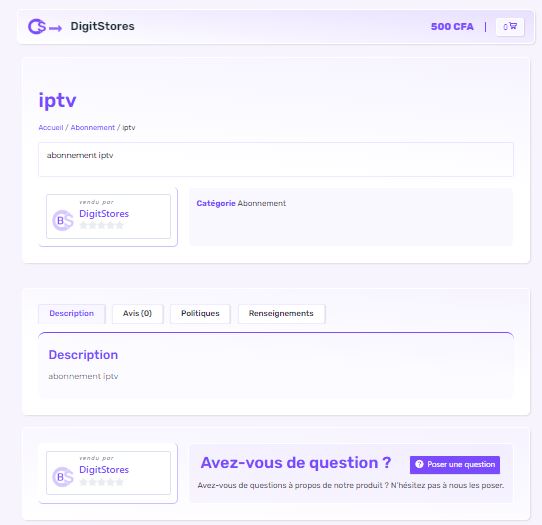 DigitStores
500 CFA
0
iptv
Accueil / Abonnement / iptv
abonnement iptv
vendu par
DigitStores
Catégorie Abonnement
Description
Avis (0)
Politiques
Renseignements
Description
abonnement iptv
vendu par
DigitStores
Avez-vous de question ?
Poser une question
Avez-vous de questions à propos de notre produit ? N'hésitez pas à nous les poser.